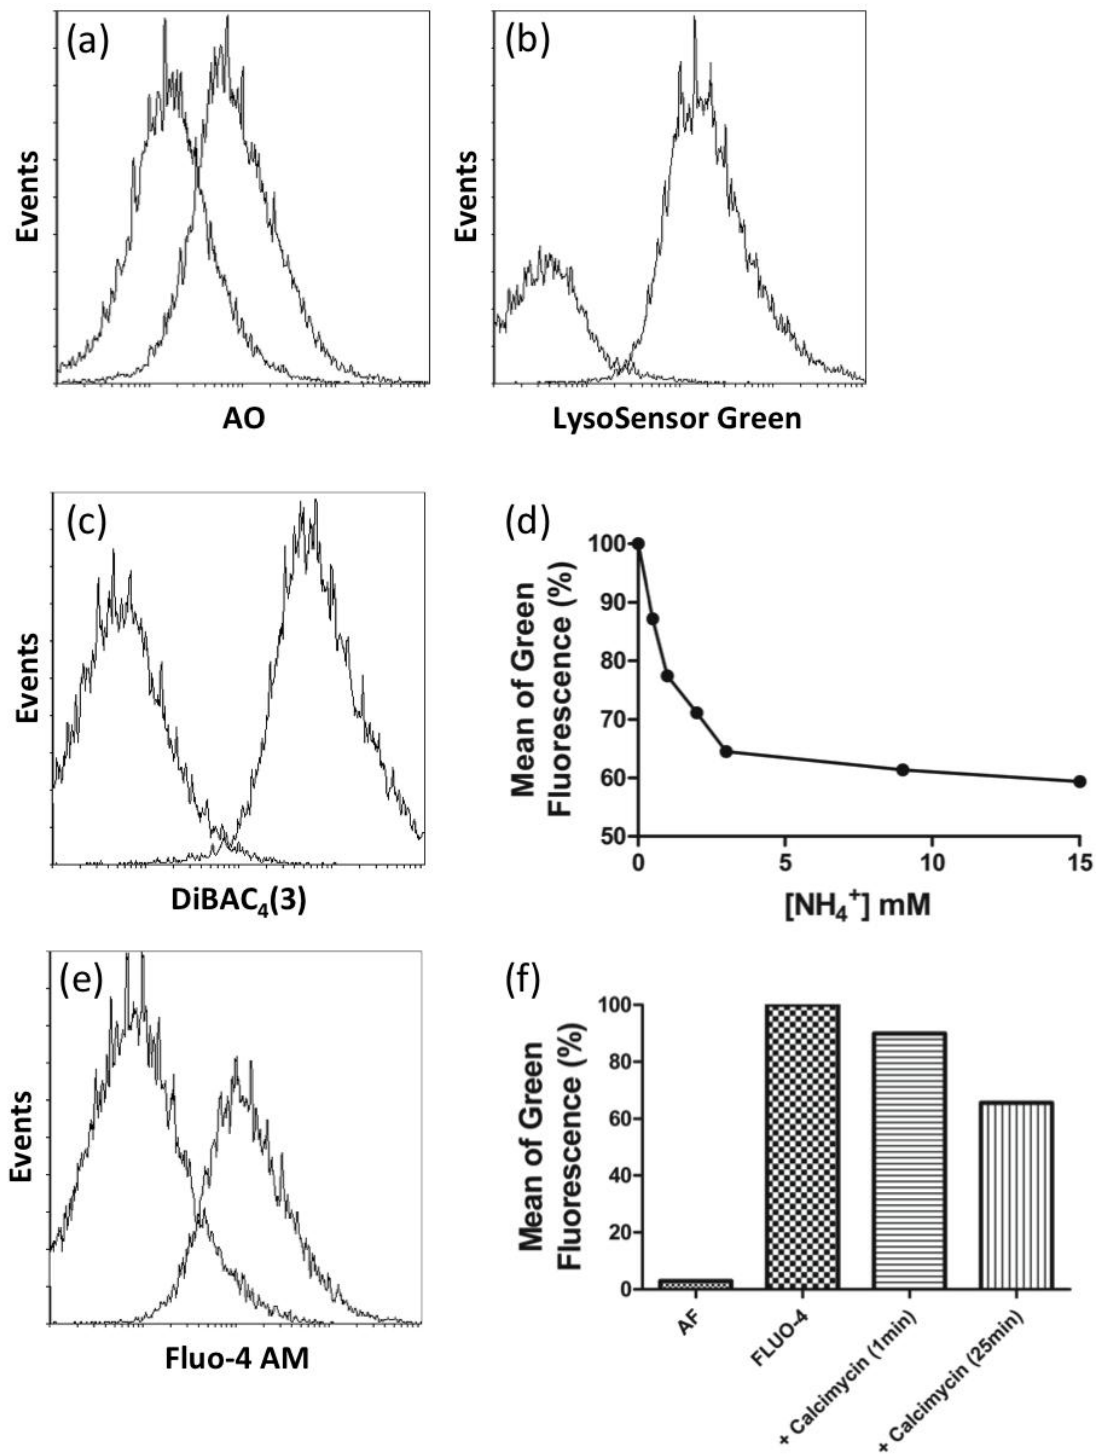 (a)
Events
AO
(b)
Events
LysoSensor Green
(c)
Events
DiBAC4(3)
(d)
Mean of Green
Fluorescence (%)
100
90
80
70
60
50
0
5
10
15
[NH4+] mM
(e)
Events
Fluo-4 AM
(f)
Mean of Green
Fluorescence (%)
100
80
60
40
20
0
AF
FLUO-4
+ Calcimycin (1min)
+ Calcimycin (25min)